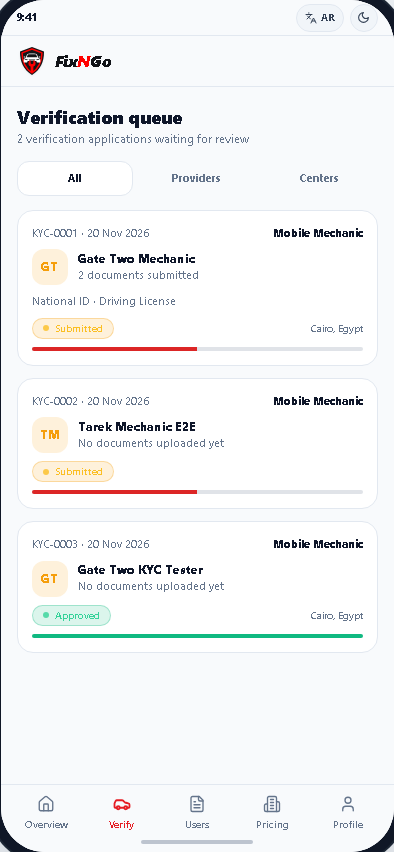 9:41
AR
FixNGo
Verification queue
2 verification applications waiting for review
All
Providers
Centers
KYC-0001 · 20 Nov 2026
Mobile Mechanic
GT
Gate Two Mechanic
2 documents submitted
National ID · Driving License
Submitted
Cairo, Egypt
KYC-0002 · 20 Nov 2026
Mobile Mechanic
TM
Tarek Mechanic E2E
No documents uploaded yet
Submitted
KYC-0003 · 20 Nov 2026
Mobile Mechanic
GT
Gate Two KYC Tester
No documents uploaded yet
Approved
Cairo, Egypt
Overview
Verify
Users
Pricing
Profile